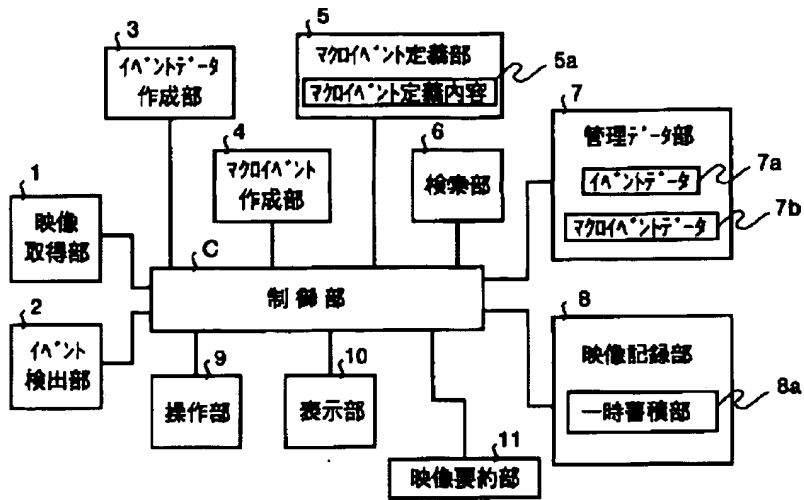 3
イベントデータ
作成部
5
マクロイベント定義部
マクロイベント定義内容
5a
4
マクロイベント
作成部
6
検索部
7
管理データ部
イベントデータ
7a
マクロイベントデータ
7b
1
映像
取得部
C
制御部
2
イベント
検出部
9
操作部
10
表示部
8
映像記録部
一時蓄積部
8a
11
映像要約部